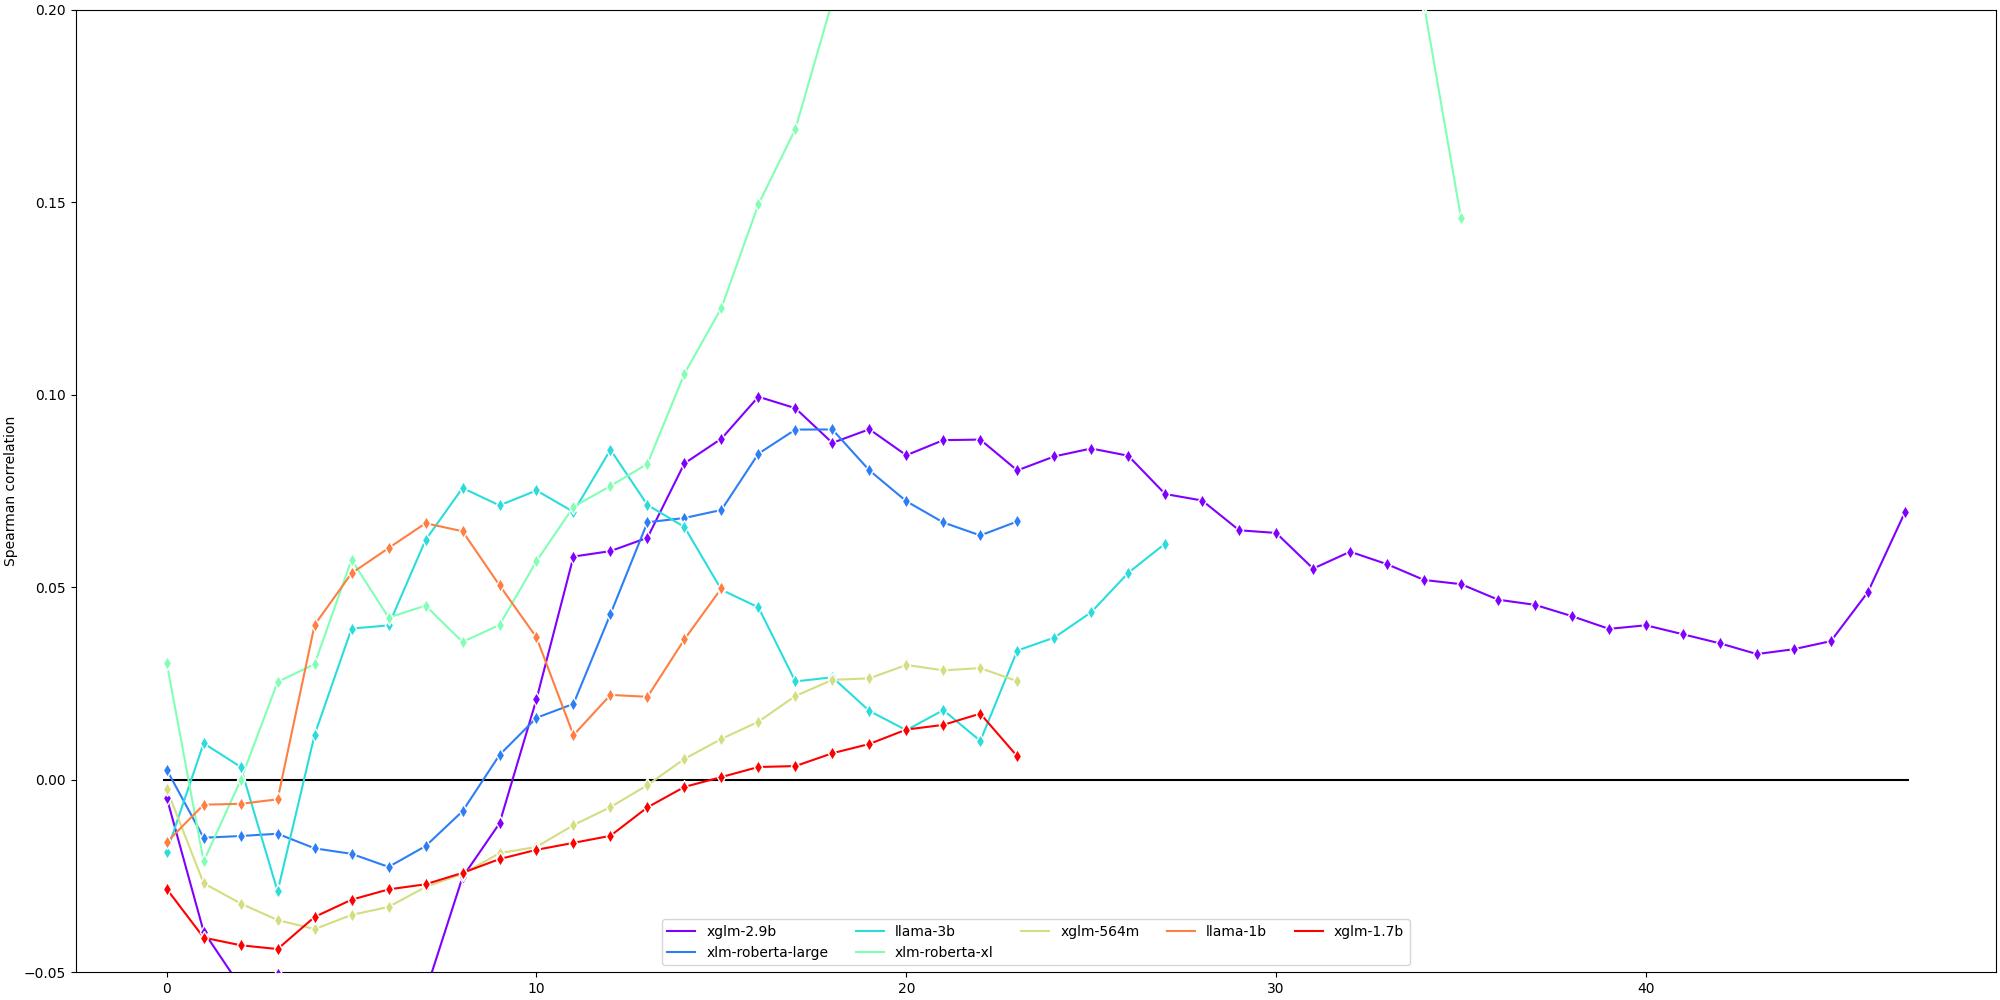 0.20
0.15
0.10
0.05
0.00
−0.05
Spearman correlation
0 10 20 30 40
xglm-2.9b llama-3b xglm-564m llama-1b xglm-1.7b
xlm-roberta-large xlm-roberta-xl